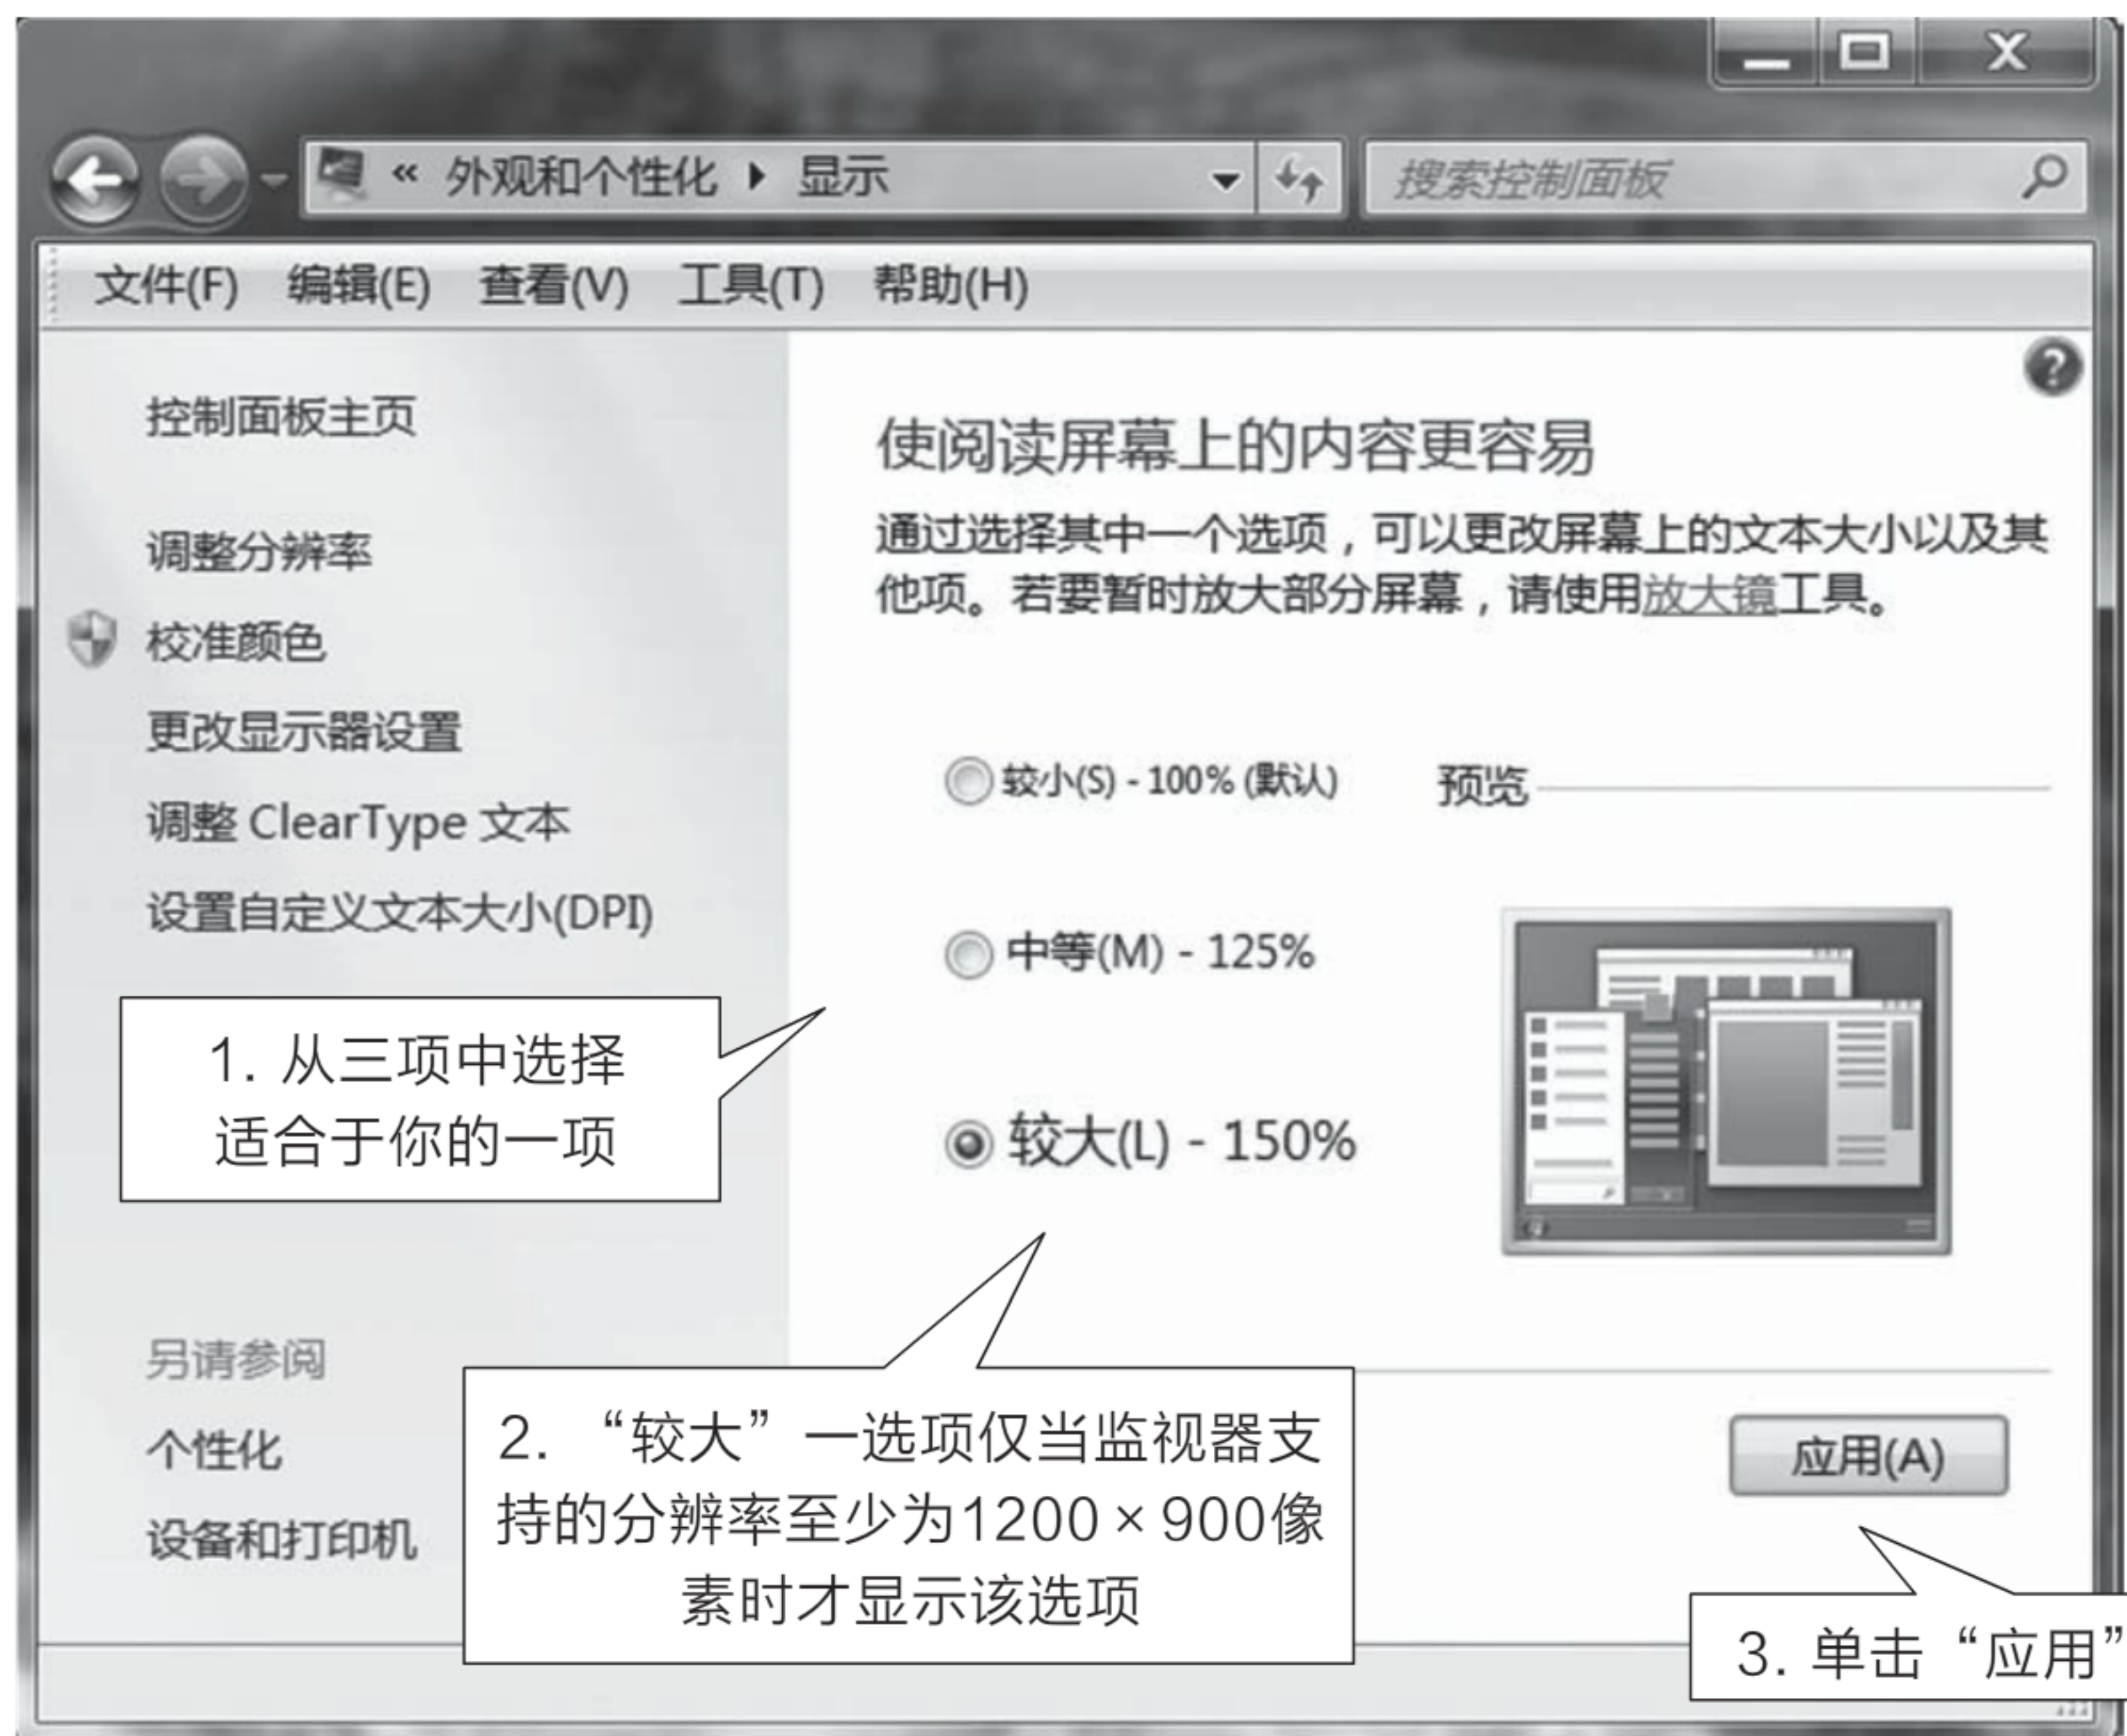 « 外观和个性化 ▶ 显示
搜索控制面板
文件(F) 编辑(E) 查看(V) 工具(T) 帮助(H)
控制面板主页
调整分辨率
校准颜色
更改显示器设置
调整 ClearType 文本
设置自定义文本大小(DPI)
使阅读屏幕上的内容更容易
通过选择其中一个选项，可以更改屏幕上的文本大小以及其
他项。若要暂时放大部分屏幕，请使用放大镜工具。
较小(S) - 100% (默认)
预览
中等(M) - 125%
较大(L) - 150%
1. 从三项中选择
适合于你的一项
另请参阅
个性化
设备和打印机
2. “较大”一选项仅当监视器支
持的分辨率至少为1200×900像
素时才显示该选项
应用(A)
3. 单击“应用”